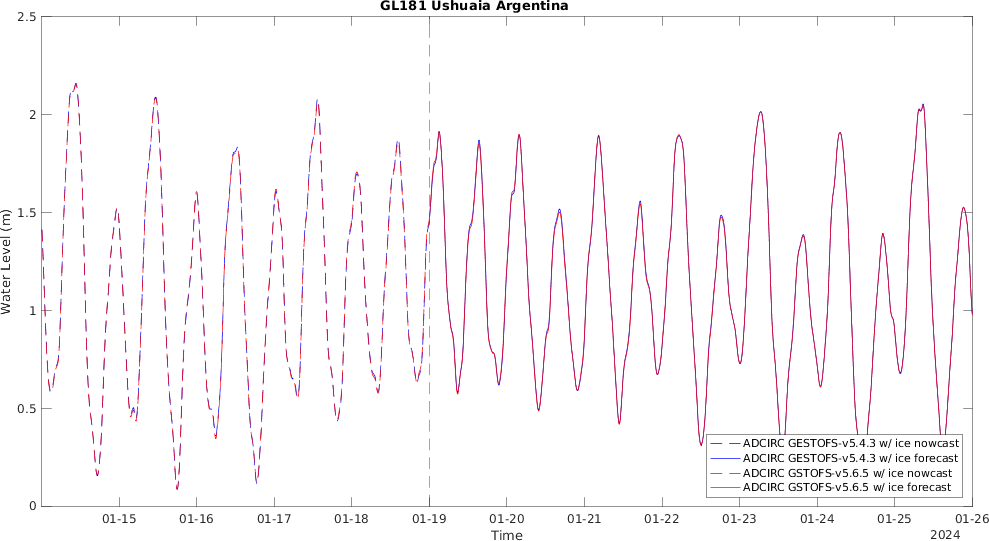 GL181 Ushuaia Argentina
2.5
2
1.5
1
0.5
0
Water Level (m)
01-15
01-16
01-17
01-18
01-19
01-20
01-21
01-22
01-23
01-24
01-25
01-26
Time
2024
ADCIRC GESTOFS-v5.4.3 w/ ice nowcast
ADCIRC GESTOFS-v5.4.3 w/ ice forecast
ADCIRC GSTOFS-v5.6.5 w/ ice nowcast
ADCIRC GSTOFS-v5.6.5 w/ ice forecast